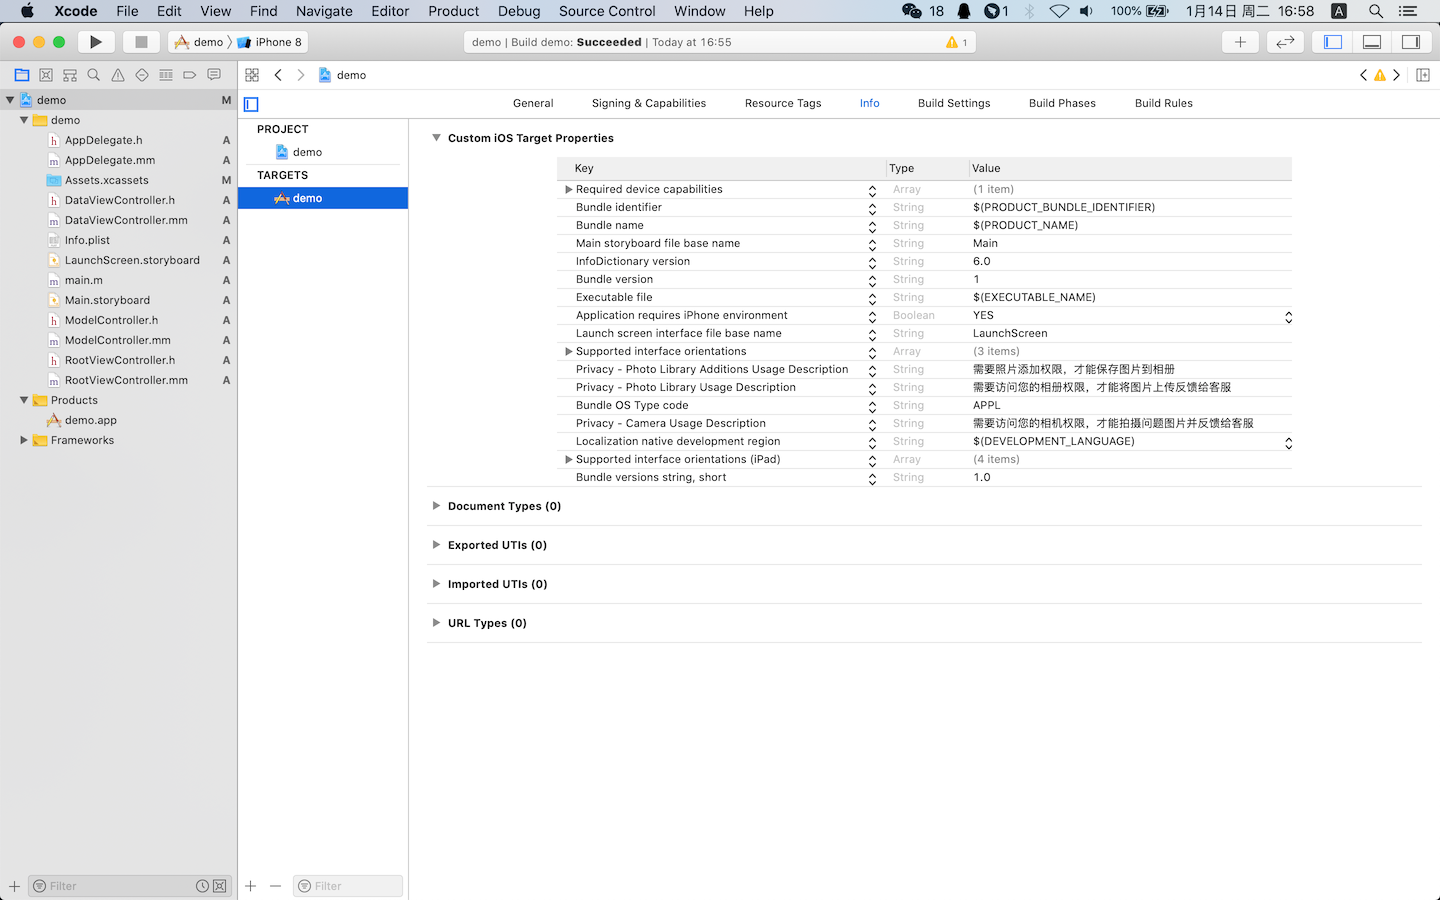 Xcode File Edit View Find Navigate Editor Product Debug Source Control Window Help 18 1 100% 1月14日 周二 16:58 A
demo 〉 iPhone 8
demo | Build demo: Succeeded | Today at 16:55
1
demo
demo M
demo
AppDelegate.h A
AppDelegate.mm A
Assets.xcassets M
DataViewController.h A
DataViewController.mm A
Info.plist A
LaunchScreen.storyboard A
main.m A
Main.storyboard A
ModelController.h A
ModelController.mm A
RootViewController.h A
RootViewController.mm A
Products
demo.app
Frameworks
Filter
PROJECT
demo
TARGETS
demo
Filter
General Signing & Capabilities Resource Tags Info Build Settings Build Phases Build Rules
Custom iOS Target Properties
Key Type Value
Required device capabilities Array (1 item)
Bundle identifier String $(PRODUCT_BUNDLE_IDENTIFIER)
Bundle name String $(PRODUCT_NAME)
Main storyboard file base name String Main
InfoDictionary version String 6.0
Bundle version String 1
Executable file String $(EXECUTABLE_NAME)
Application requires iPhone environment Boolean YES
Launch screen interface file base name String LaunchScreen
Supported interface orientations Array (3 items)
Privacy - Photo Library Additions Usage Description String 需要照片添加权限，才能保存图片到相册
Privacy - Photo Library Usage Description String 需要访问您的相册权限，才能将图片上传反馈给客服
Bundle OS Type code String APPL
Privacy - Camera Usage Description String 需要访问您的相机权限，才能拍摄问题图片并反馈给客服
Localization native development region String $(DEVELOPMENT_LANGUAGE)
Supported interface orientations (iPad) Array (4 items)
Bundle versions string, short String 1.0
Document Types (0)
Exported UTIs (0)
Imported UTIs (0)
URL Types (0)